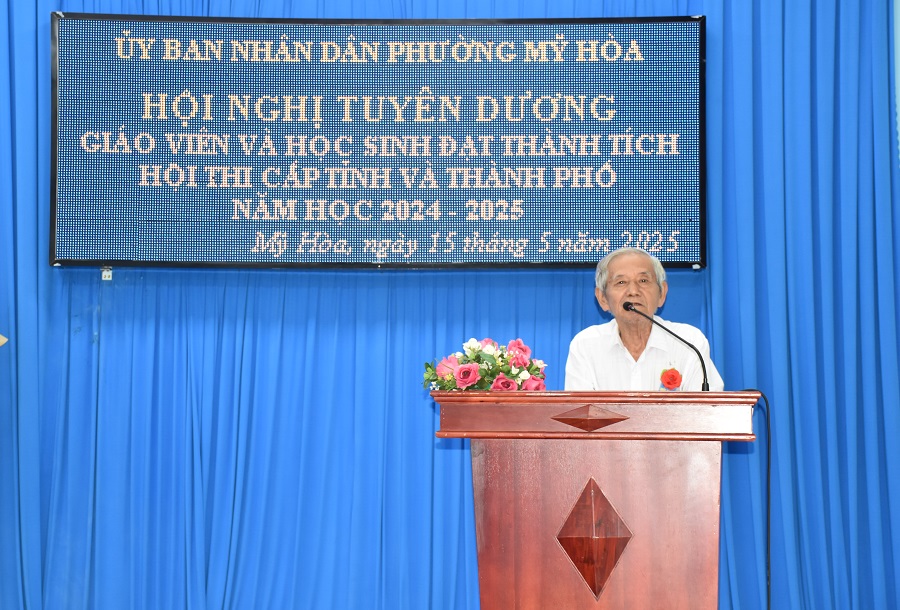 ỦY BAN NHÂN DÂN PHƯỜNG MỸ HÒA
HỘI NGHỊ TUYÊN DƯƠNG
GIÁO VIÊN VÀ HỌC SINH ĐẠT THÀNH TÍCH
HỘI THI CẤP TỈNH VÀ THÀNH PHỐ
NĂM HỌC 2024 - 2025
Mỹ Hòa, ngày 15 tháng 5 năm 2025